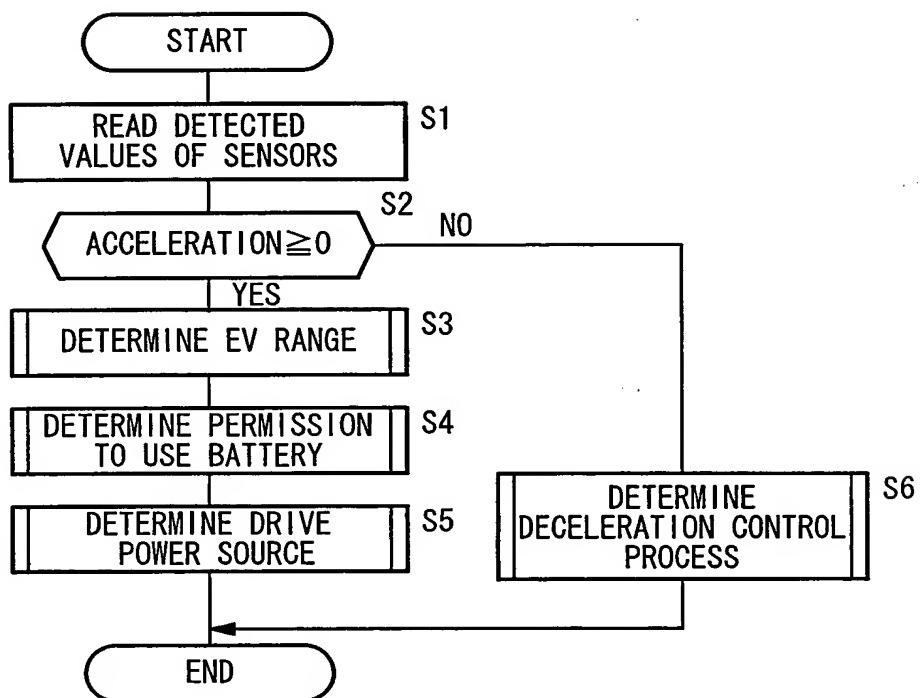 START
READ DETECTED
VALUES OF SENSORS
S1
S2
ACCELERATION≧0
NO
YES
DETERMINE EV RANGE
S3
DETERMINE PERMISSION
TO USE BATTERY
S4
DETERMINE DRIVE
POWER SOURCE
S5
DETERMINE
DECELERATION CONTROL
PROCESS
S6
END